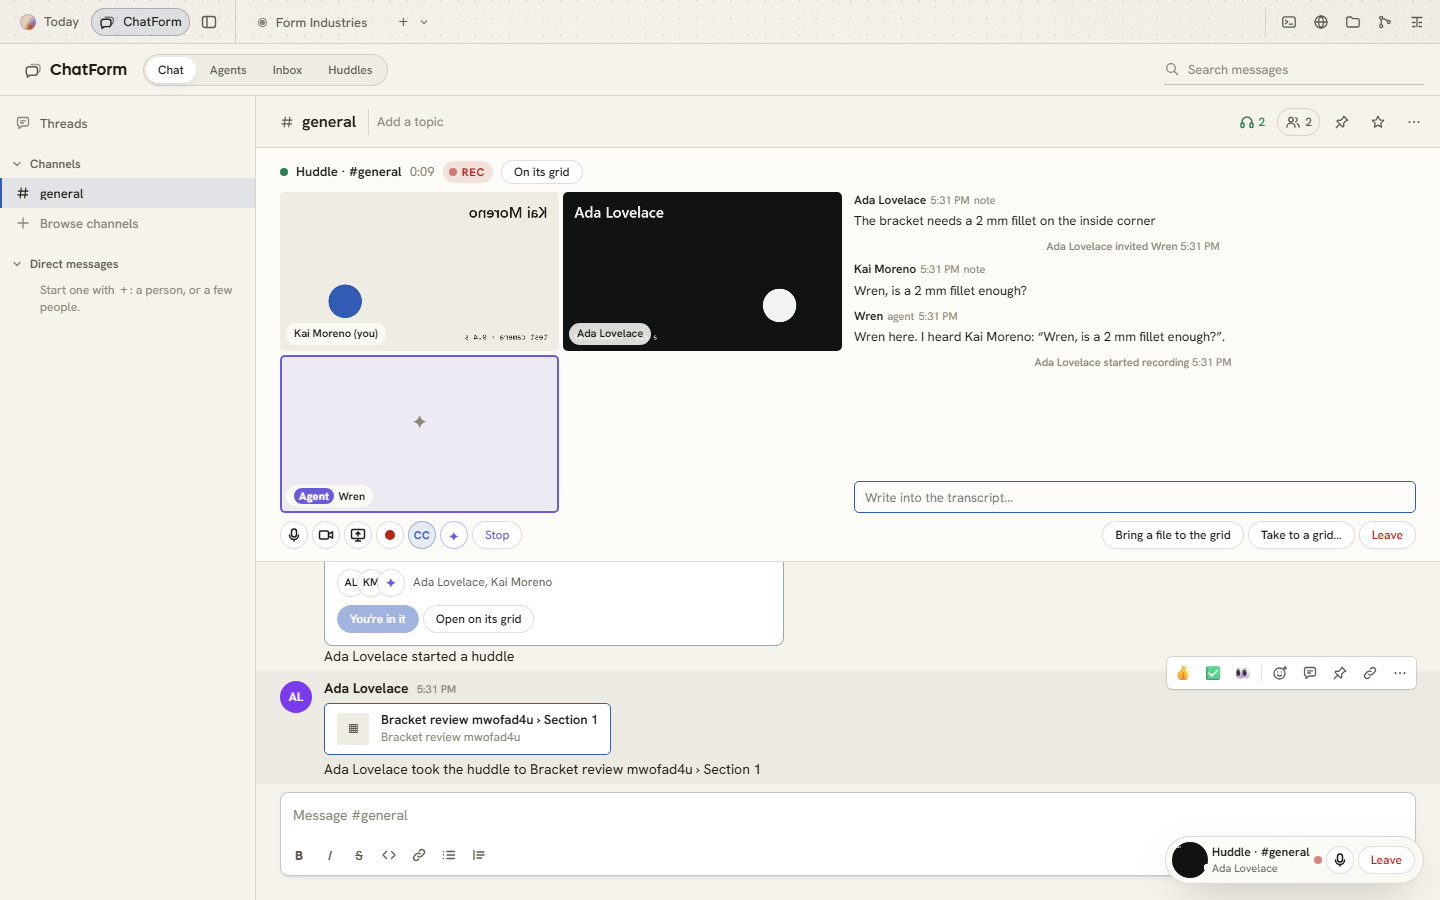 Today
ChatForm
Form Industries
ChatForm
Chat
Agents
Inbox
Huddles
Search messages
Threads
Channels
# general
Browse channels
Direct messages
Start one with + : a person, or a few
people.
# general
Add a topic
2
2
Huddle · #general 0:09
REC
On its grid
Kai Moreno
Kai Moreno (you)
test camera · 9.4 s
Ada Lovelace
Ada Lovelace
s
Agent Wren
CC
Stop
Ada Lovelace 5:31 PM note
The bracket needs a 2 mm fillet on the inside corner
Ada Lovelace invited Wren 5:31 PM
Kai Moreno 5:31 PM note
Wren, is a 2 mm fillet enough?
Wren agent 5:31 PM
Wren here. I heard Kai Moreno: “Wren, is a 2 mm fillet enough?”.
Ada Lovelace started recording 5:31 PM
Write into the transcript...
Bring a file to the grid
Take to a grid...
Leave
AL
KM
Ada Lovelace, Kai Moreno
You're in it
Open on its grid
Ada Lovelace started a huddle
AL
Ada Lovelace 5:31 PM
Bracket review mwofad4u › Section 1
Bracket review mwofad4u
Ada Lovelace took the huddle to Bracket review mwofad4u › Section 1
Message #general
B
I
S
Huddle · #general
Ada Lovelace
Leave